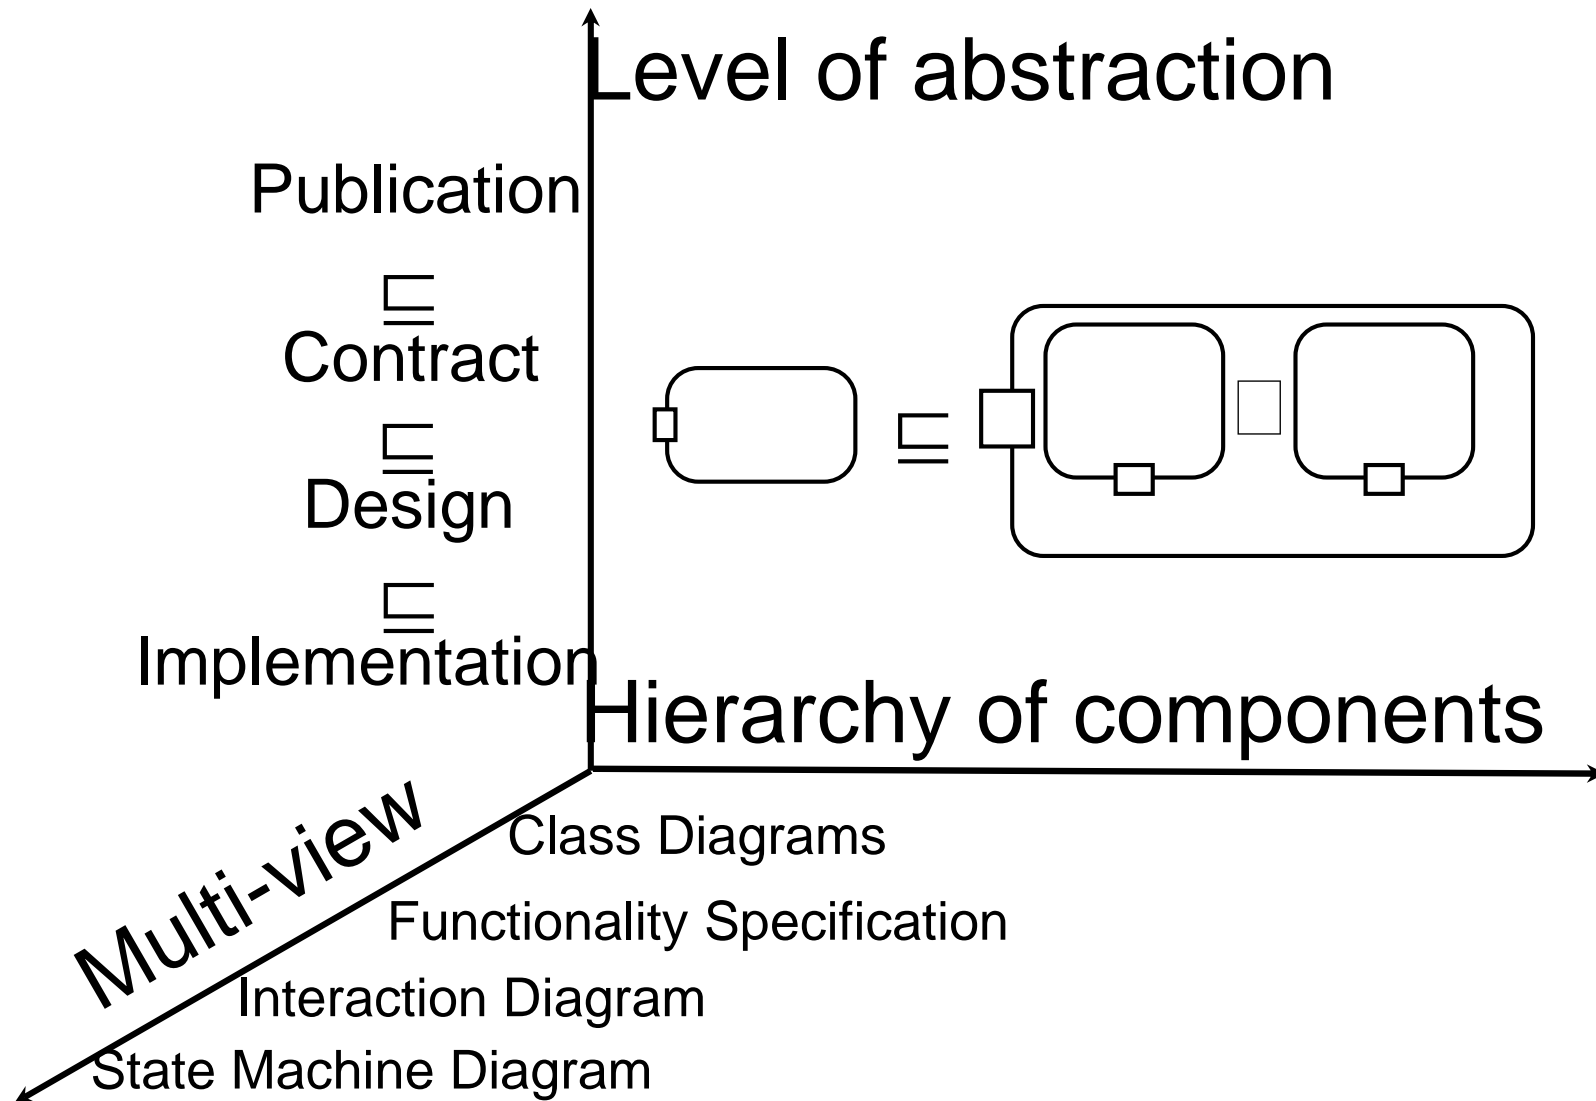 Level of abstraction
Publication
⊑
Contract
⊑
⊑
Design
⊑
Implementation
Hierarchy of components
Multi-view
Class Diagrams
Functionality Specification
Interaction Diagram
State Machine Diagram